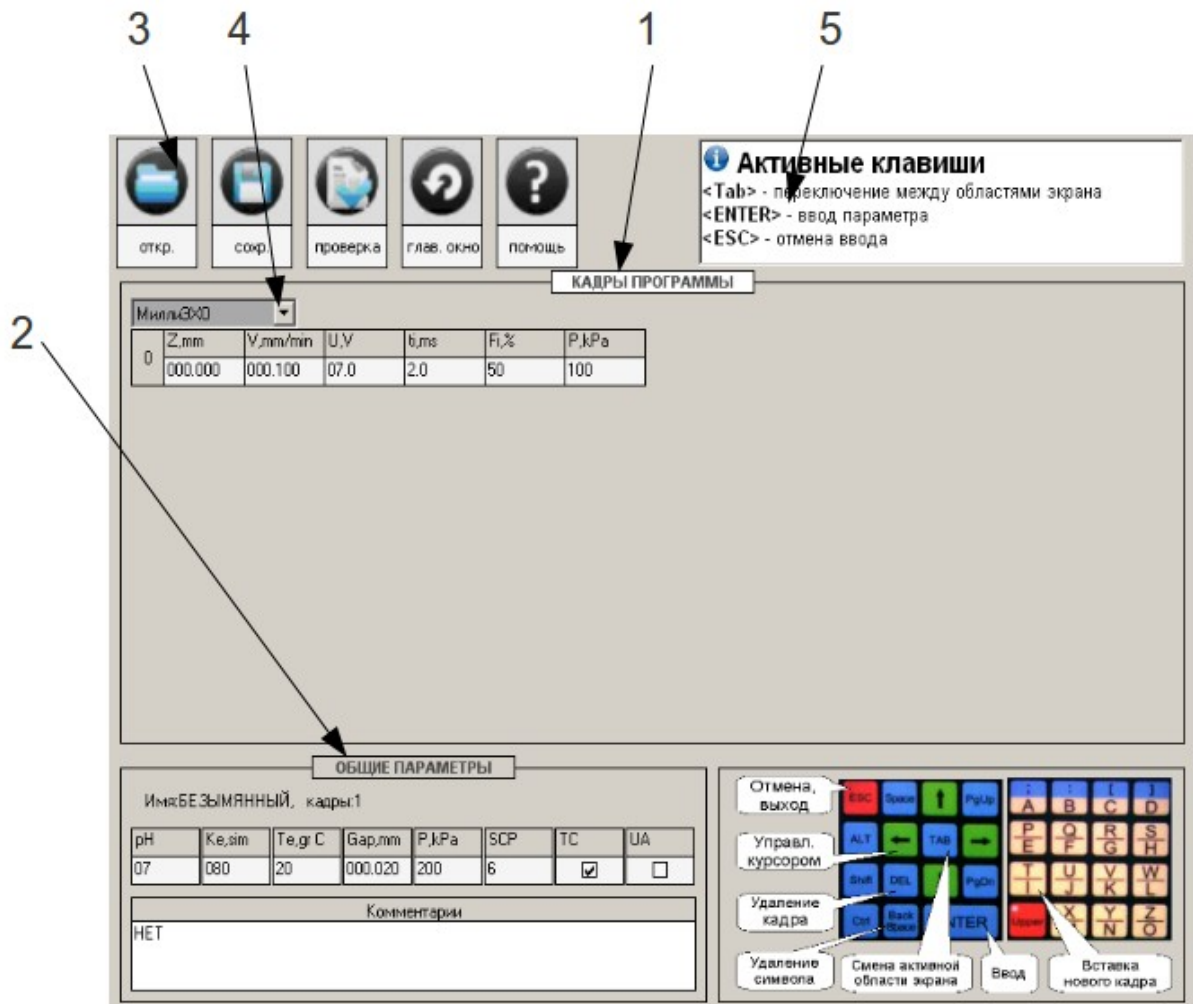 3 4 1 5
Активные клавиши
<Tab> - переключение между областями экрана
<ENTER> - ввод параметра
<ESC> - отмена ввода
откр. сохр. проверка глав. окно помощь
КАДРЫ ПРОГРАММЫ
2
МиллиЭХО
Z,mm V,mm/min U,V ti,ms Fi,% P,kPa
0
000.000 000.100 07.0 2.0 50 100
ОБЩИЕ ПАРАМЕТРЫ
Имя:БЕЗЫМЯННЫЙ, кадры:1
pH Ke,sim Te,gr C Gap,mm P,kPa SCP TC UA
07 080 20 000.020 200 6
Комментарии
НЕТ
Отмена,
выход
Управл.
курсором
Удаление
кадра
Удаление
символа
Смена активной
области экрана
Ввод
Вставка
нового кадра
ESC Space PgUp
ALT TAB
Shift DEL PgDn
Ctrl Back
Space
NTER
; : [ ]
A B C D
P Q R S
E F G H
T U V W
I J K L
Upper X Y Z
N O